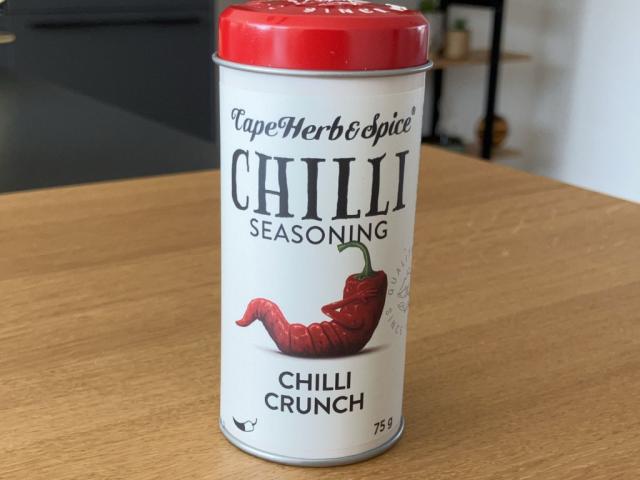 CapeHerb&Spice®
CHILLI
SEASONING
CHILLI
CRUNCH
75 g